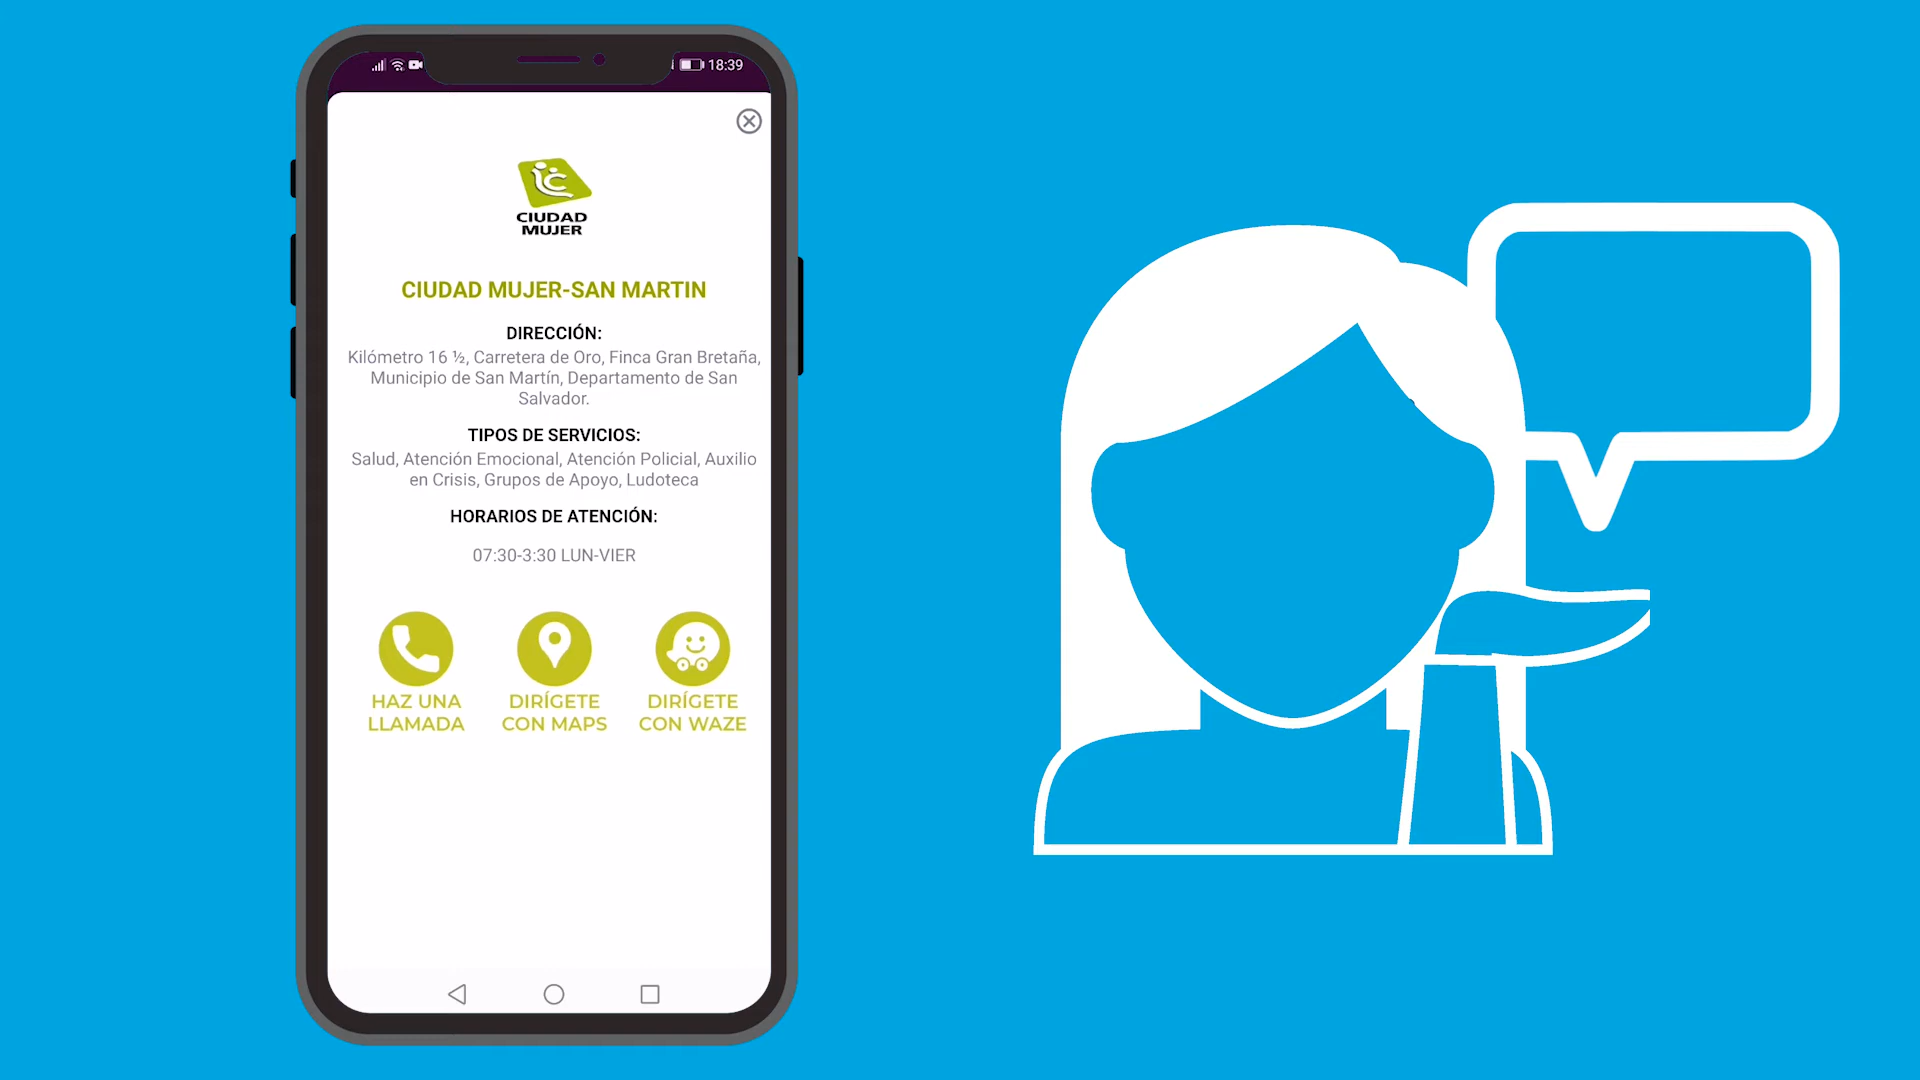 18:39
CIUDAD
MUJER
CIUDAD MUJER-SAN MARTIN
DIRECCIÓN:
Kilómetro 16 ½, Carretera de Oro, Finca Gran Bretaña,
Municipio de San Martín, Departamento de San
Salvador.
TIPOS DE SERVICIOS:
Salud, Atención Emocional, Atención Policial, Auxilio
en Crisis, Grupos de Apoyo, Ludoteca
HORARIOS DE ATENCIÓN:
07:30-3:30 LUN-VIER
HAZ UNA
LLAMADA
DIRÍGETE
CON MAPS
DIRÍGETE
CON WAZE